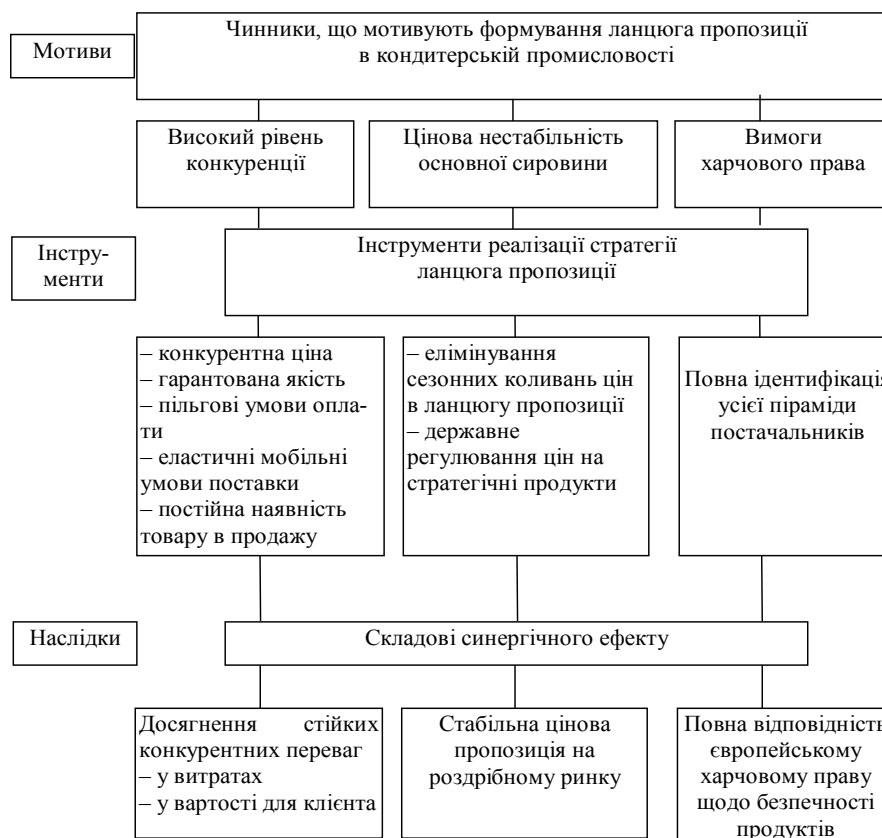 Чинники, що мотивують формування ланцюга пропозиції
в кондитерській промисловості
Мотиви
Високий рівень
конкуренції
Цінова нестабільність
основної сировини
Вимоги
харчового права
Інстру-
менти
Інструменти реалізації стратегії
ланцюга пропозиції
– конкурентна ціна
– гарантована якість
– пільгові умови опла-
ти
– еластичні мобільні
умови поставки
– постійна наявність
товару в продажу
– елімінування
сезонних коливань цін
в ланцюгу пропозиції
– державне
регулювання цін на
стратегічні продукти
Повна ідентифікація
усієї піраміди
постачальників
Наслідки
Складові синергічного ефекту
Досягнення стійких
конкурентних переваг
– у витратах
– у вартості для клієнта
Стабільна цінова
пропозиція на
роздрібному ринку
Повна відповідність
європейському
харчовому праву
щодо безпечності
продуктів